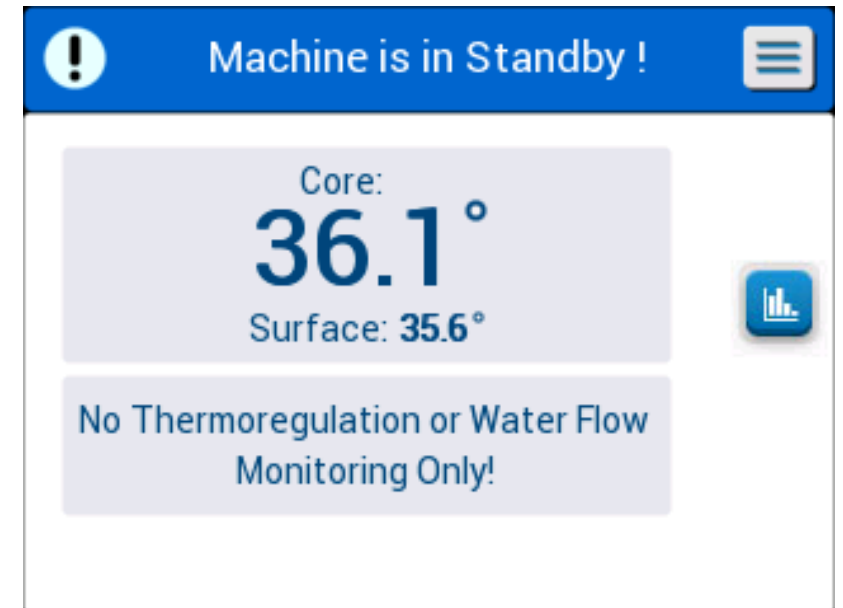 Machine is in Standby !
Core:
36.1°
Surface: 35.6°
No Thermoregulation or Water Flow
Monitoring Only!